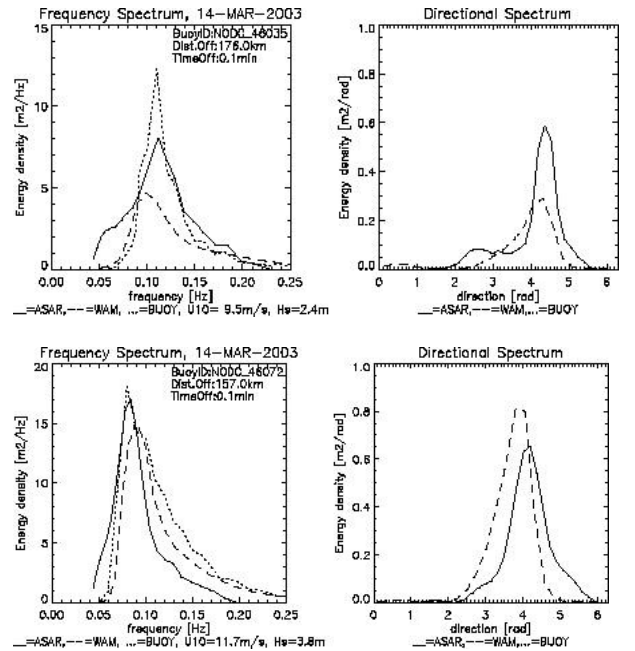 Frequency Spectrum, 14-MAR-2003
BuoyID:NODC_46035
Dist.Off:176.0km
TimeOff:0.1min
Energy density [m2/Hz]
15
10
5
0
0.00 0.05 0.10 0.15 0.20 0.25
frequency [Hz]
__=ASAR,---=WAM, ...=BUOY, U10= 9.5m/s, Hs=2.4m
Directional Spectrum
Energy density [m2/rad]
1.0
0.8
0.6
0.4
0.2
0.0
0 1 2 3 4 5 6
direction [rad]
__=ASAR,---=WAM,...=BUOY
Frequency Spectrum, 14-MAR-2003
BuoyID:NODC_46072
Dist.Off:157.0km
TimeOff:0.1min
Energy density [m2/Hz]
20
15
10
5
0
0.00 0.05 0.10 0.15 0.20 0.25
frequency [Hz]
__=ASAR,---=WAM, ...=BUOY, U10=11.7m/s, Hs=3.8m
Directional Spectrum
Energy density [m2/rad]
1.0
0.8
0.6
0.4
0.2
0.0
0 1 2 3 4 5 6
direction [rad]
__=ASAR,---=WAM,...=BUOY